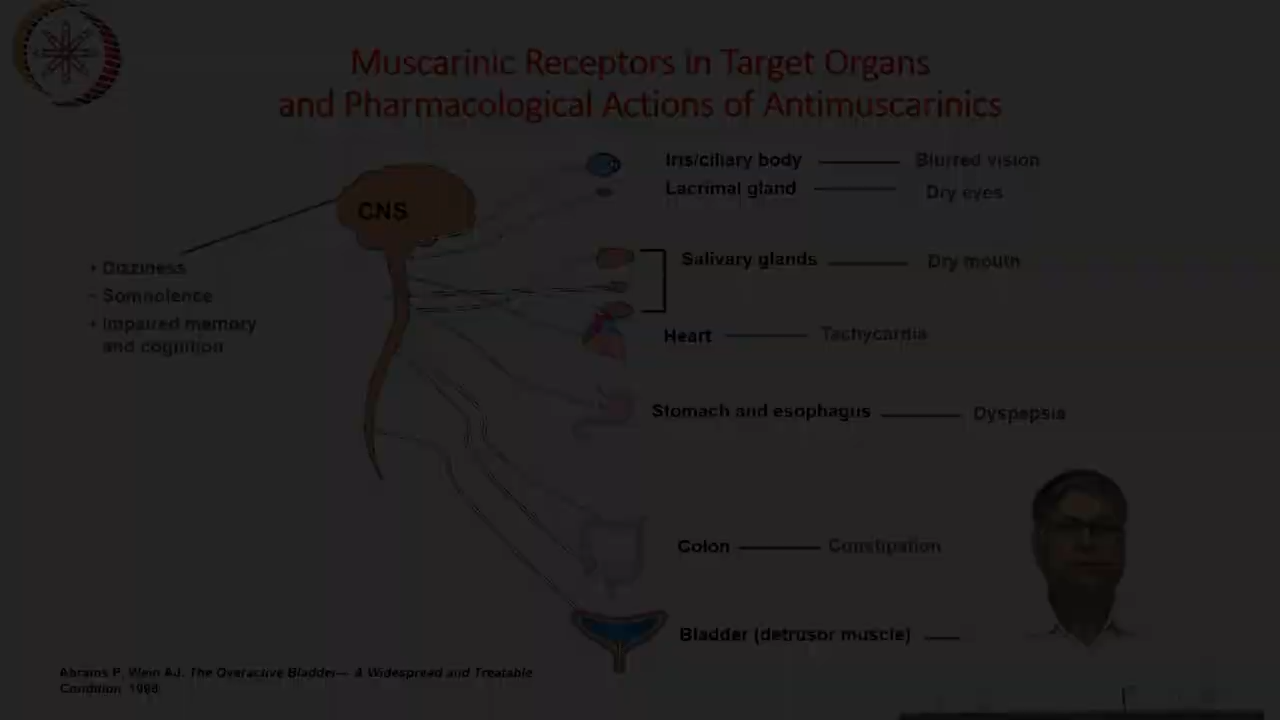 Muscarinic Receptors in Target Organs
and Pharmacological Actions of Antimuscarinics
Iris/ciliary body Blurred vision
Lacrimal gland Dry eyes
CNS
Salivary glands Dry mouth
• Dizziness
• Somnolence
• Impaired memory
and cognition
Heart Tachycardia
Stomach and esophagus Dyspepsia
Colon Constipation
Bladder (detrusor muscle)
Abrams P, Wein AJ. The Overactive Bladder— A Widespread and Treatable
Condition. 1998